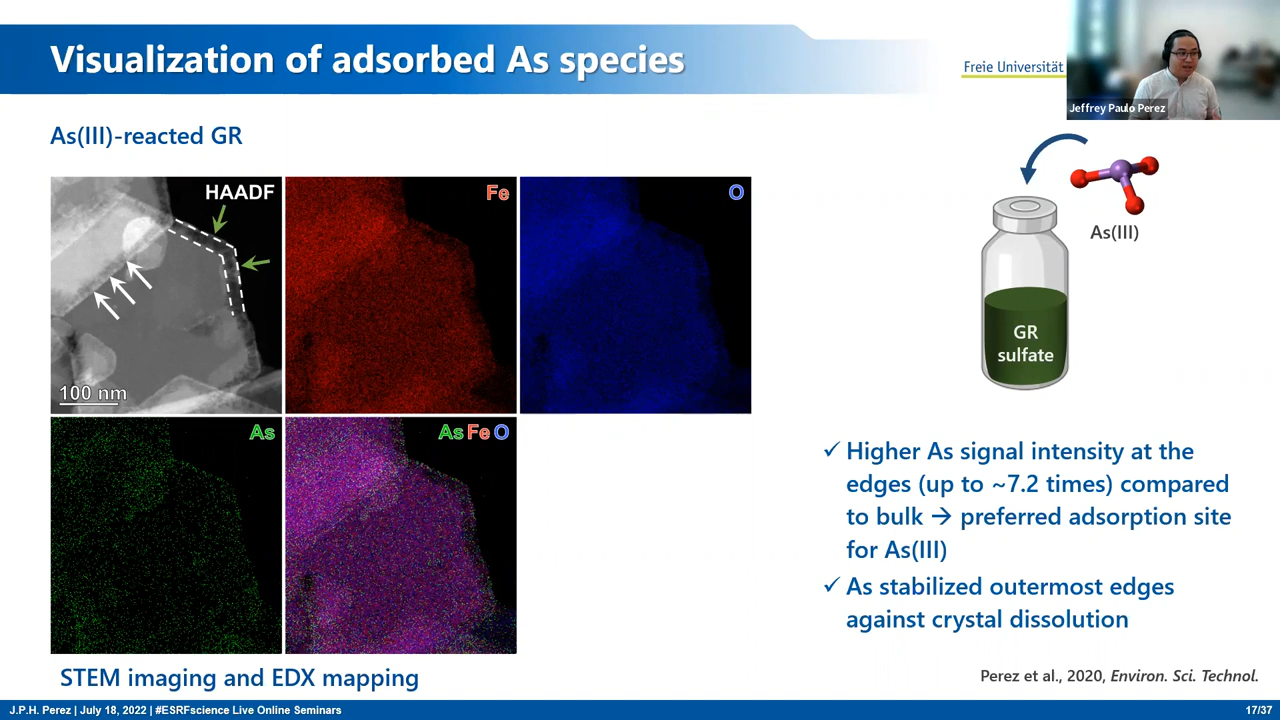 Visualization of adsorbed As species
Freie Universität
Jeffrey Paulo Perez
As(III)-reacted GR
HAADF
100 nm
Fe
O
As
As Fe O
STEM imaging and EDX mapping
As(III)
GR
sulfate
✓ Higher As signal intensity at the
edges (up to ~7.2 times) compared
to bulk → preferred adsorption site
for As(III)
✓ As stabilized outermost edges
against crystal dissolution
Perez et al., 2020, Environ. Sci. Technol.
J.P.H. Perez | July 18, 2022 | #ESRFscience Live Online Seminars
17/37